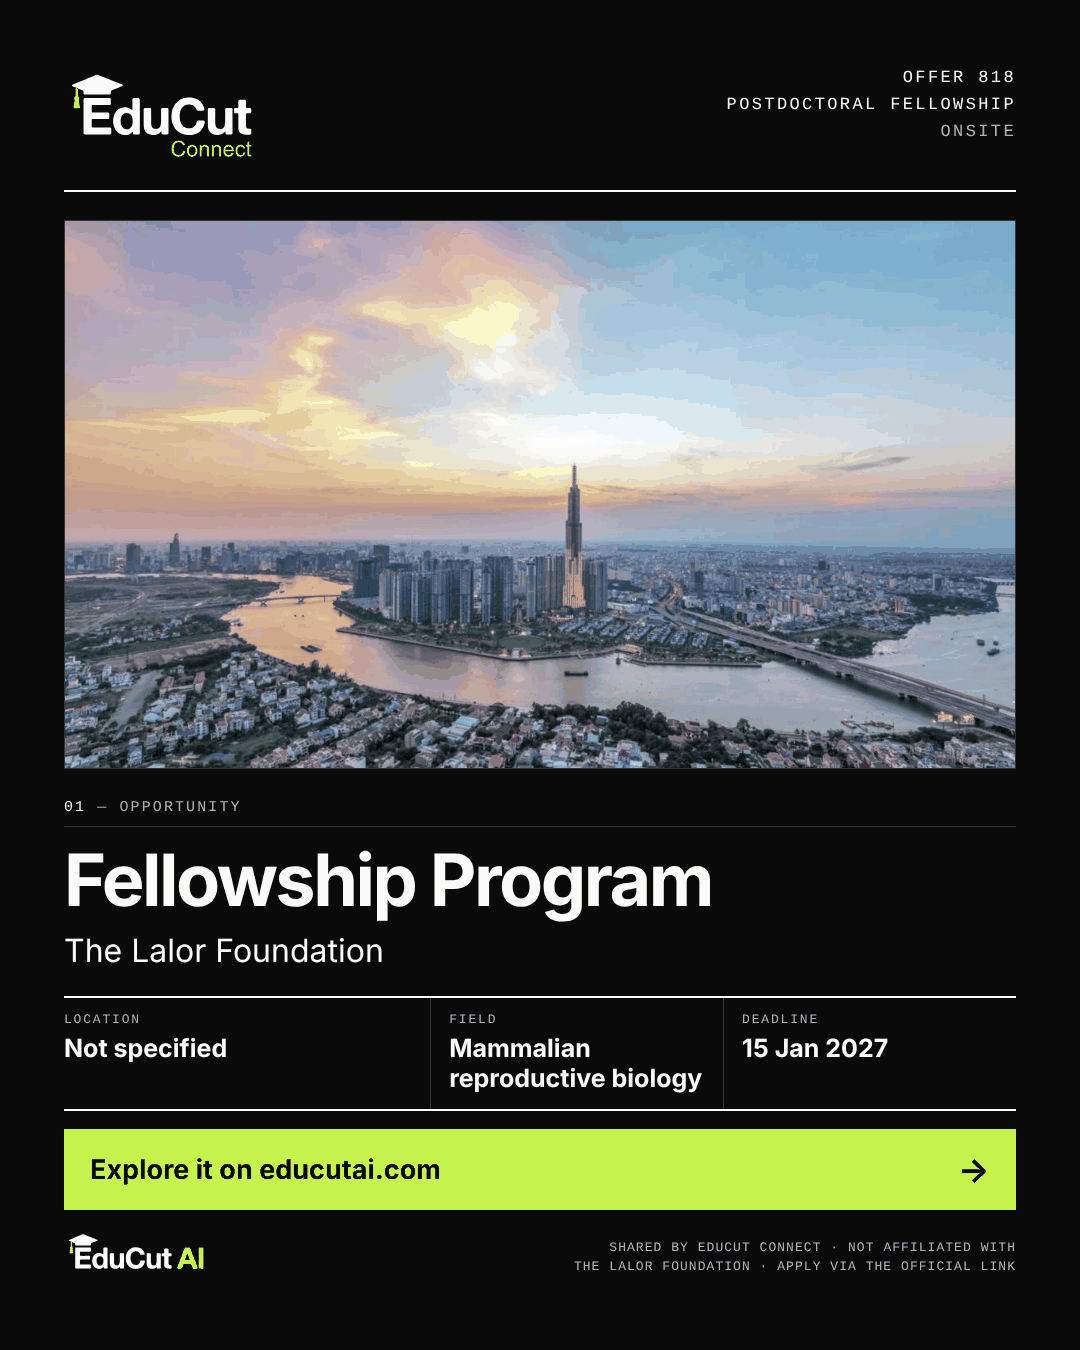 EduCut
Connect
OFFER 818
POSTDOCTORAL FELLOWSHIP
ONSITE
01 — OPPORTUNITY
Fellowship Program
The Lalor Foundation
LOCATION
Not specified
FIELD
Mammalian
reproductive biology
DEADLINE
15 Jan 2027
Explore it on educutai.com →
EduCut AI
SHARED BY EDUCUT CONNECT · NOT AFFILIATED WITH
THE LALOR FOUNDATION · APPLY VIA THE OFFICIAL LINK